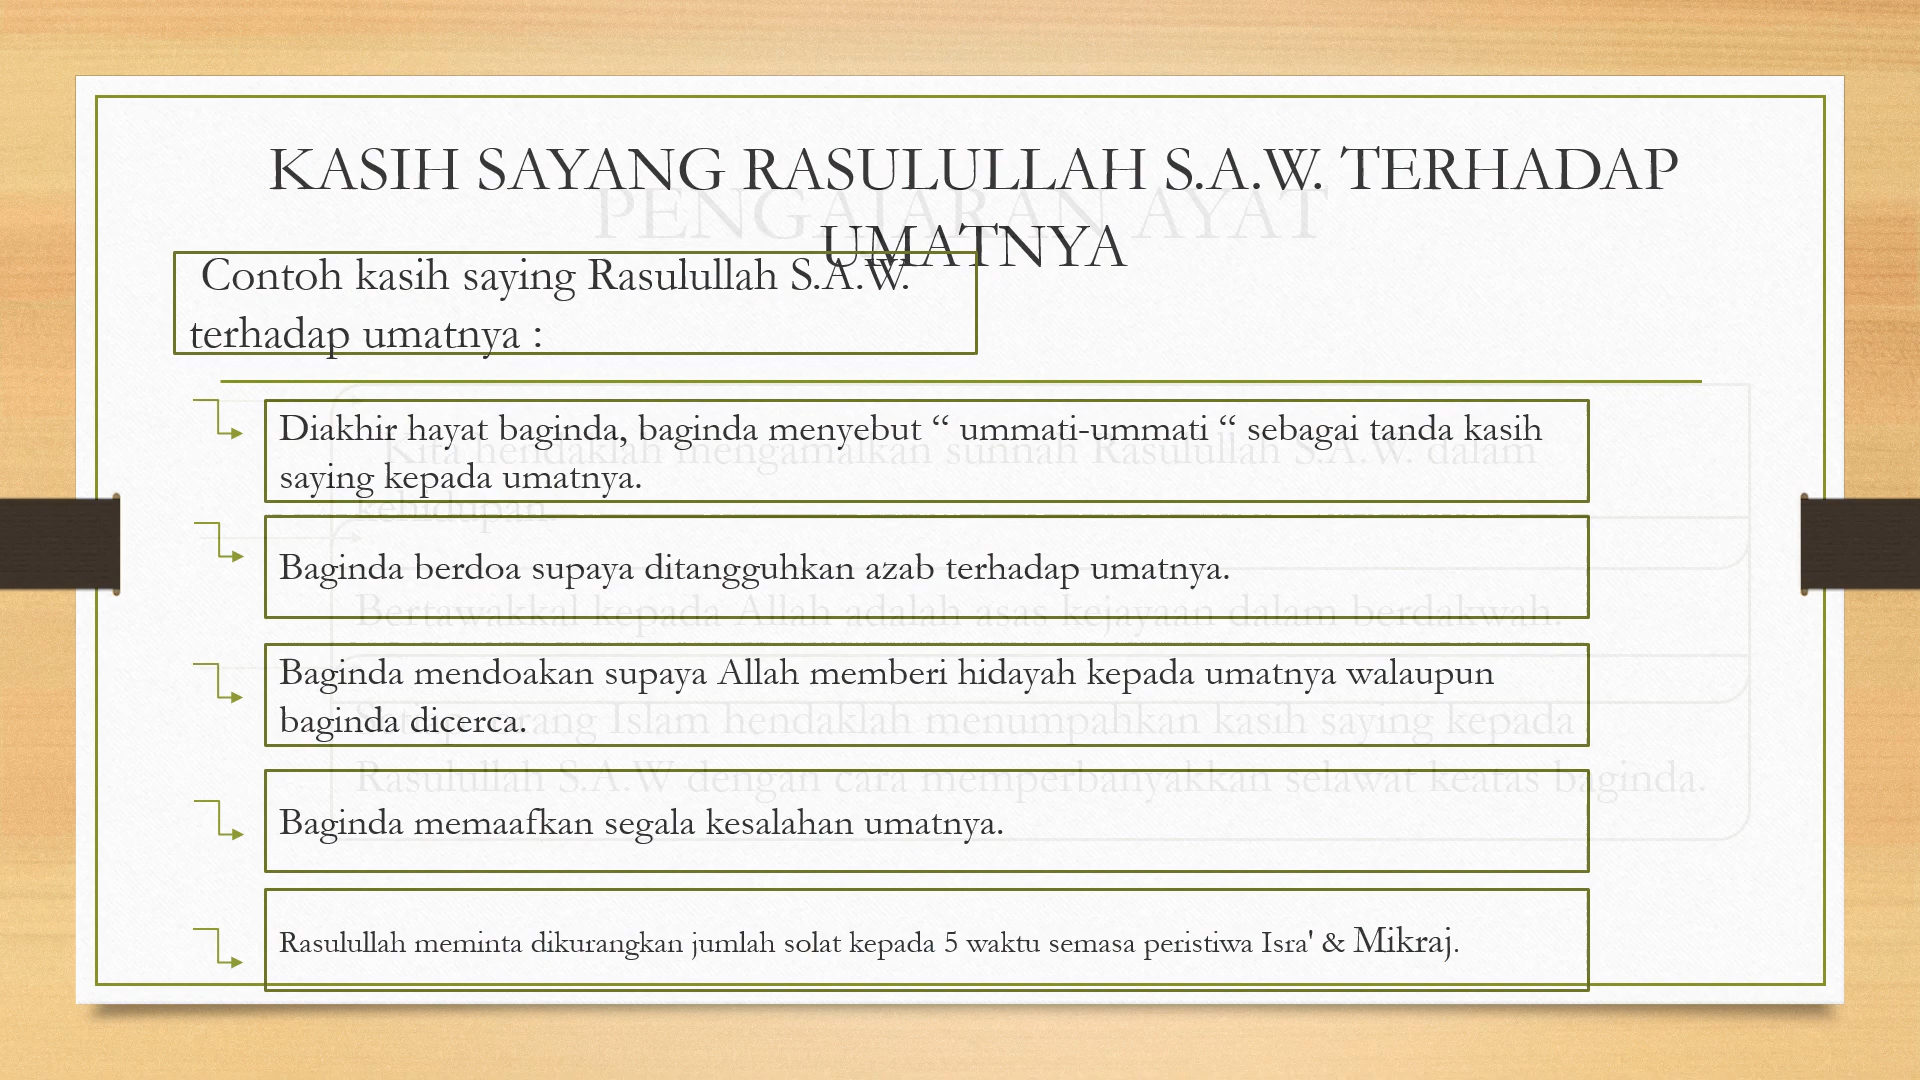 KASIH SAYANG RASULULLAH S.A.W. TERHADAP
UMATNYA
PENGAJARAN AYAT
Contoh kasih saying Rasulullah S.A.W.
terhadap umatnya :
Diakhir hayat baginda, baginda menyebut “ ummati-ummati “ sebagai tanda kasih
saying kepada umatnya.
Baginda berdoa supaya ditangguhkan azab terhadap umatnya.
Baginda mendoakan supaya Allah memberi hidayah kepada umatnya walaupun
baginda dicerca.
Baginda memaafkan segala kesalahan umatnya.
Rasulullah meminta dikurangkan jumlah solat kepada 5 waktu semasa peristiwa Isra' & Mikraj.
Kita hendaklah mengamalkan sunnah Rasulullah S.A.W. dalam
kehidupan.
Bertawakkal kepada Allah adalah asas kejayaan dalam berdakwah.
Islam hendaklah menumpahkan kasih saying kepada
Rasulullah S.A.W dengan cara memperbanyakkan selawat keatas baginda.